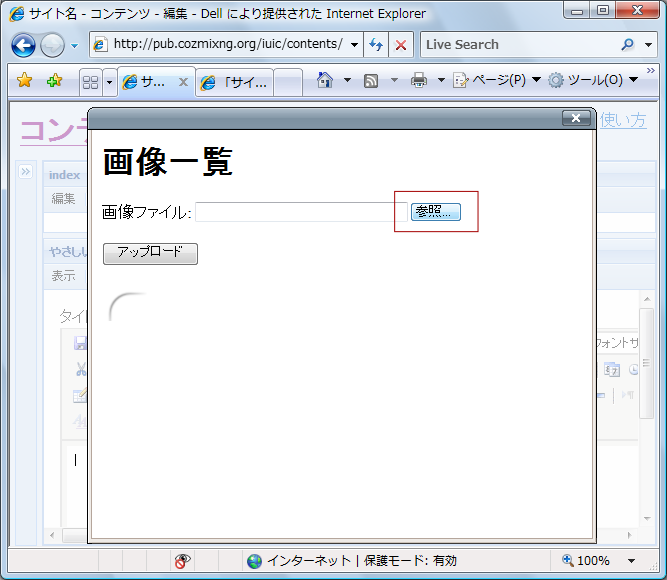 サイト名 - コンテンツ - 編集 - Dell により提供された Internet Explorer
http://pub.cozmixng.org/iuic/contents/
Live Search
サ...
「サイ...
ページ(P)
ツール(O)
コンテ
使い方
画像一覧
index
編集
画像ファイル:
参照...
やさしい
アップロード
表示
タイ
フォントサ
インターネット | 保護モード: 有効
100%